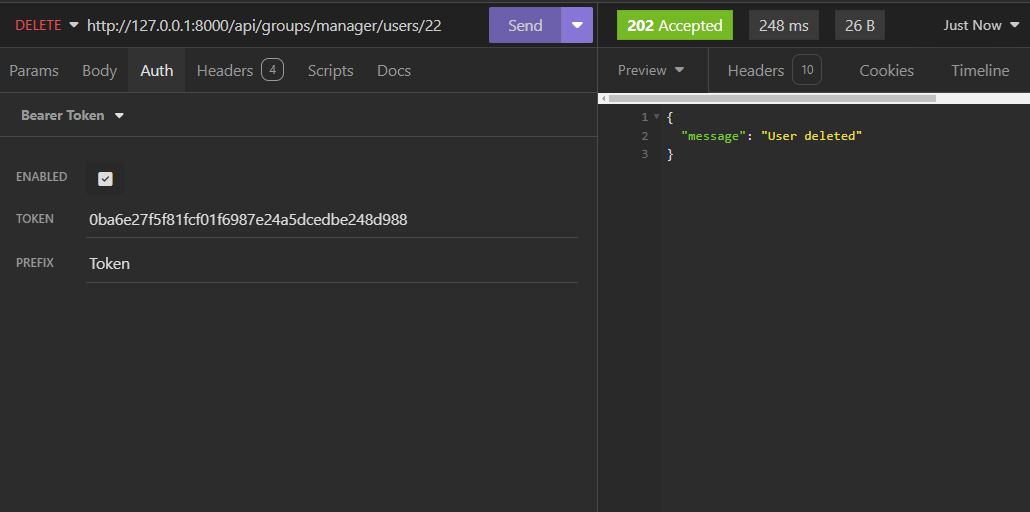 DELETE http://127.0.0.1:8000/api/groups/manager/users/22 Send
202 Accepted 248 ms 26 B Just Now
Params Body Auth Headers 4 Scripts Docs
Preview Headers 10 Cookies Timeline
Bearer Token
ENABLED
TOKEN 0ba6e27f5f81fcf01f6987e24a5dcedbe248d988
PREFIX Token
1 {
2 "message": "User deleted"
3 }